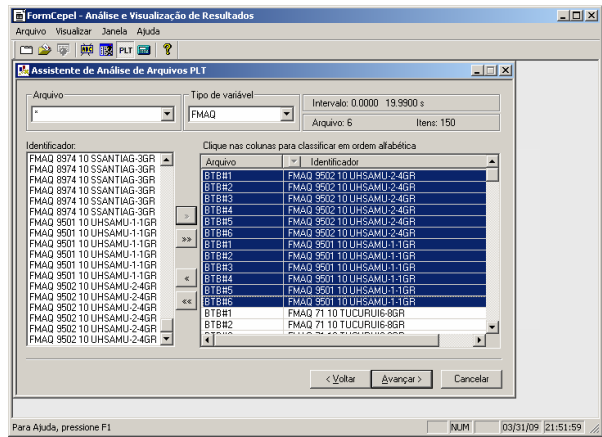 FormCepel - Análise e Visualização de Resultados
Arquivo Visualizar Janela Ajuda
PLT
Assistente de Análise de Arquivos PLT
Arquivo
*
Tipo de variável
FMAQ
Intervalo: 0.0000 19.9900 s
Arquivo: 6 Itens: 150
Identificador:
FMAQ 8974 10 SSANTIAG-3GR
FMAQ 8974 10 SSANTIAG-3GR
FMAQ 8974 10 SSANTIAG-3GR
FMAQ 8974 10 SSANTIAG-3GR
FMAQ 8974 10 SSANTIAG-3GR
FMAQ 9501 10 UHSAMU-1-1GR
FMAQ 9501 10 UHSAMU-1-1GR
FMAQ 9501 10 UHSAMU-1-1GR
FMAQ 9501 10 UHSAMU-1-1GR
FMAQ 9501 10 UHSAMU-1-1GR
FMAQ 9501 10 UHSAMU-1-1GR
FMAQ 9502 10 UHSAMU-2-4GR
FMAQ 9502 10 UHSAMU-2-4GR
FMAQ 9502 10 UHSAMU-2-4GR
FMAQ 9502 10 UHSAMU-2-4GR
FMAQ 9502 10 UHSAMU-2-4GR
FMAQ 9502 10 UHSAMU-2-4GR
>
>>
<
<<
Clique nas colunas para classificar em ordem alfabética
Arquivo Identificador
BTB#1 FMAQ 9502 10 UHSAMU-2-4GR
BTB#2 FMAQ 9502 10 UHSAMU-2-4GR
BTB#3 FMAQ 9502 10 UHSAMU-2-4GR
BTB#4 FMAQ 9502 10 UHSAMU-2-4GR
BTB#5 FMAQ 9502 10 UHSAMU-2-4GR
BTB#6 FMAQ 9502 10 UHSAMU-2-4GR
BTB#1 FMAQ 9501 10 UHSAMU-1-1GR
BTB#2 FMAQ 9501 10 UHSAMU-1-1GR
BTB#3 FMAQ 9501 10 UHSAMU-1-1GR
BTB#4 FMAQ 9501 10 UHSAMU-1-1GR
BTB#5 FMAQ 9501 10 UHSAMU-1-1GR
BTB#6 FMAQ 9501 10 UHSAMU-1-1GR
BTB#1 FMAQ 71 10 TUCURUI6-8GR
BTB#2 FMAQ 71 10 TUCURUI6-8GR
< Voltar Avançar > Cancelar
Para Ajuda, pressione F1 NUM 03/31/09 21:51:59